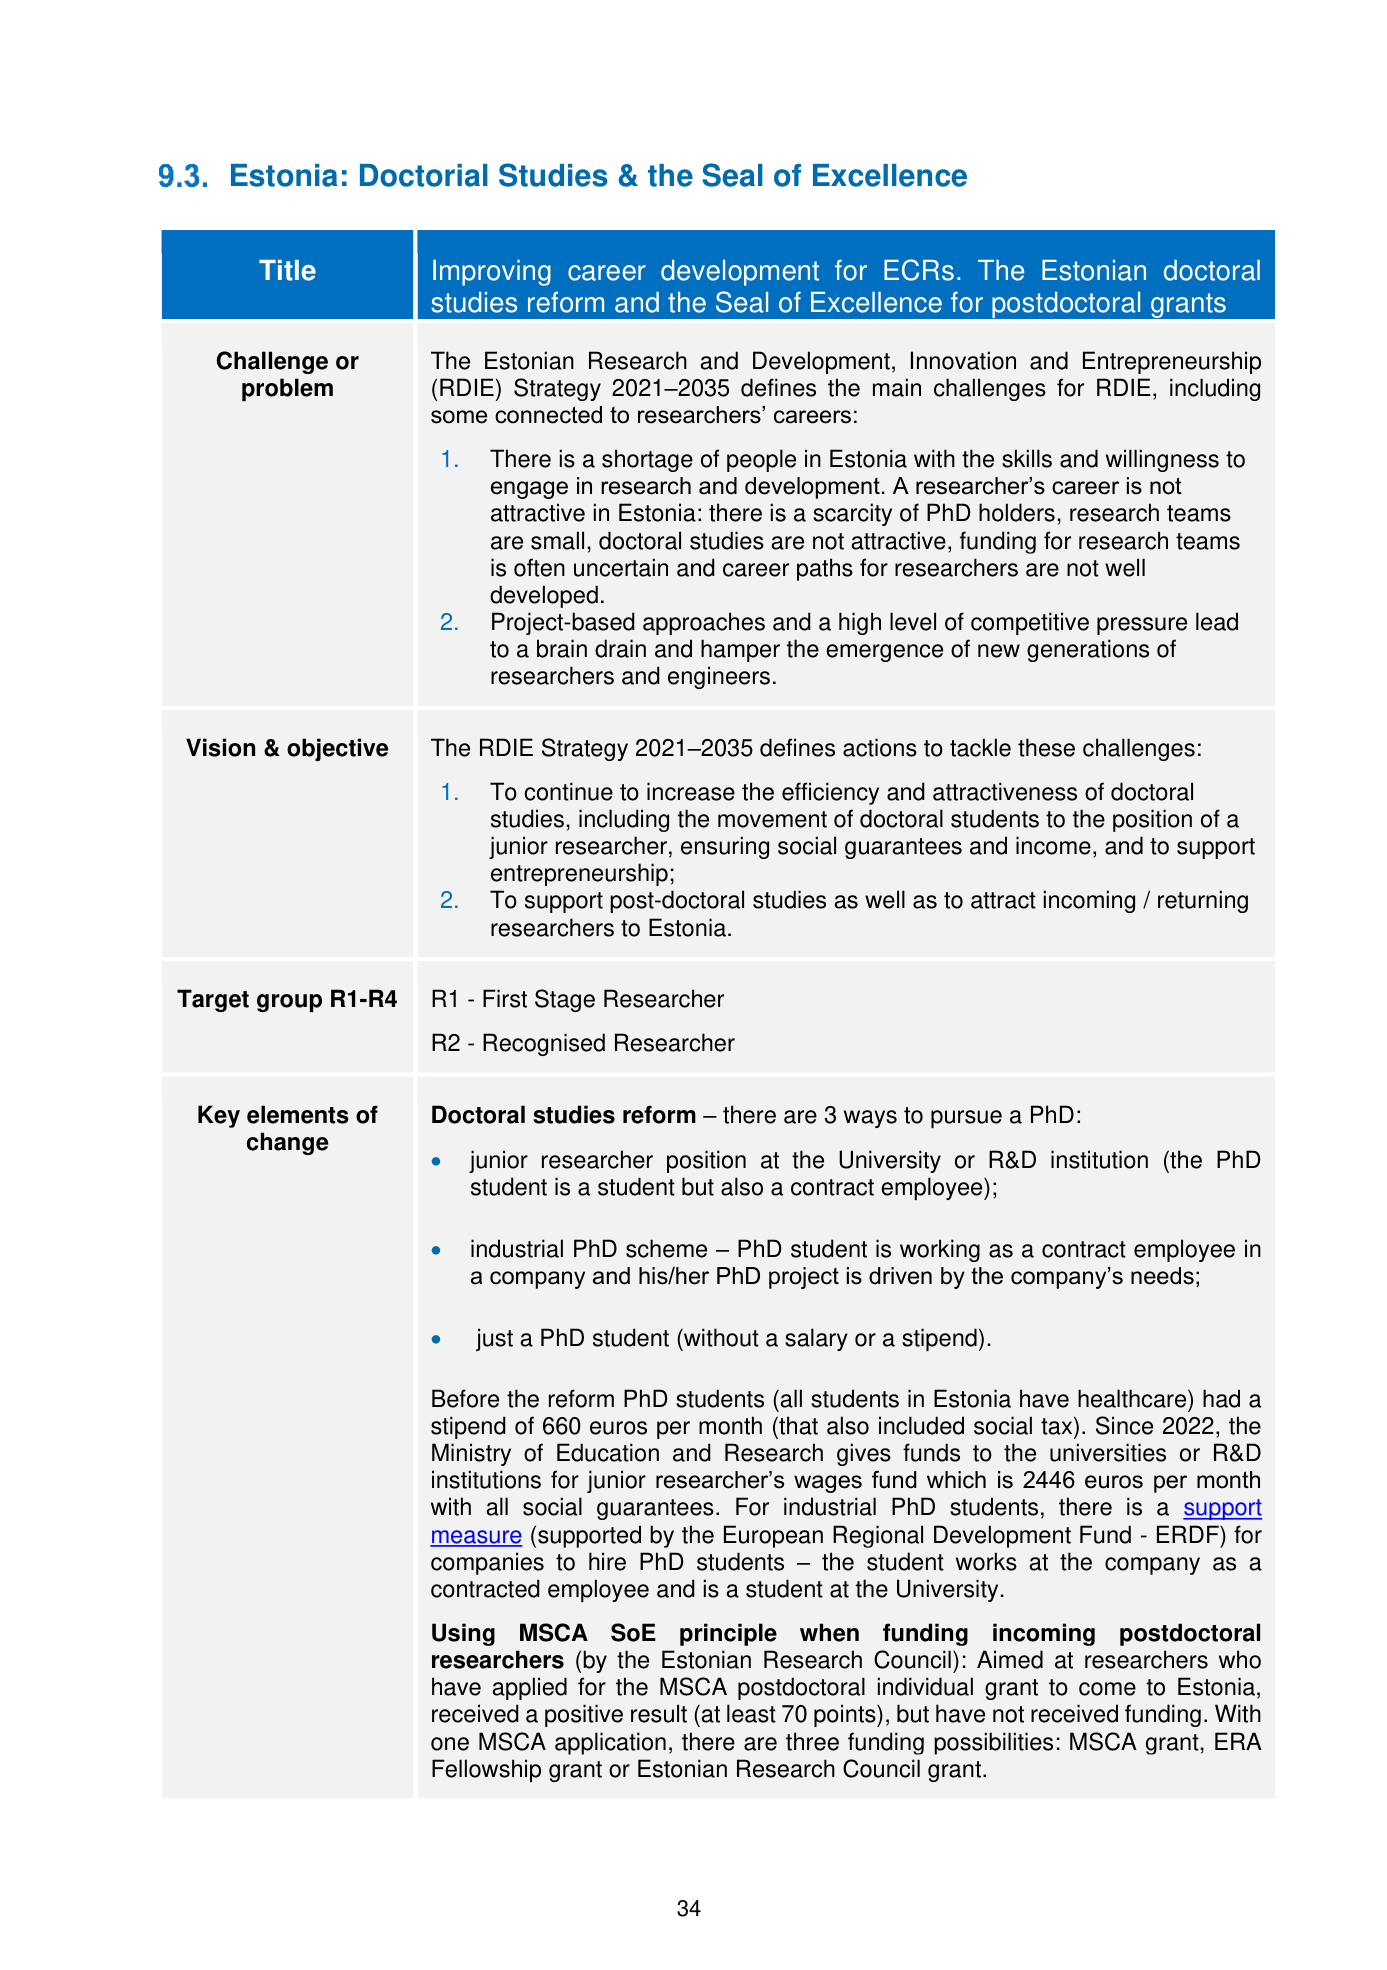 9.3. Estonia: Doctorial Studies & the Seal of Excellence
Title
Improving career development for ECRs. The Estonian doctoral
studies reform and the Seal of Excellence for postdoctoral grants
Challenge or
problem
The Estonian Research and Development, Innovation and Entrepreneurship
(RDIE) Strategy 2021–2035 defines the main challenges for RDIE, including
some connected to researchers’ careers:
1. There is a shortage of people in Estonia with the skills and willingness to
engage in research and development. A researcher’s career is not
attractive in Estonia: there is a scarcity of PhD holders, research teams
are small, doctoral studies are not attractive, funding for research teams
is often uncertain and career paths for researchers are not well
developed.
2. Project-based approaches and a high level of competitive pressure lead
to a brain drain and hamper the emergence of new generations of
researchers and engineers.
Vision & objective
The RDIE Strategy 2021–2035 defines actions to tackle these challenges:
1. To continue to increase the efficiency and attractiveness of doctoral
studies, including the movement of doctoral students to the position of a
junior researcher, ensuring social guarantees and income, and to support
entrepreneurship;
2. To support post-doctoral studies as well as to attract incoming / returning
researchers to Estonia.
Target group R1-R4
R1 - First Stage Researcher
R2 - Recognised Researcher
Key elements of
change
Doctoral studies reform – there are 3 ways to pursue a PhD:
• junior researcher position at the University or R&D institution (the PhD
student is a student but also a contract employee);
• industrial PhD scheme – PhD student is working as a contract employee in
a company and his/her PhD project is driven by the company’s needs;
• just a PhD student (without a salary or a stipend).
Before the reform PhD students (all students in Estonia have healthcare) had a
stipend of 660 euros per month (that also included social tax). Since 2022, the
Ministry of Education and Research gives funds to the universities or R&D
institutions for junior researcher’s wages fund which is 2446 euros per month
with all social guarantees. For industrial PhD students, there is a support
measure (supported by the European Regional Development Fund - ERDF) for
companies to hire PhD students – the student works at the company as a
contracted employee and is a student at the University.
Using MSCA SoE principle when funding incoming postdoctoral
researchers (by the Estonian Research Council): Aimed at researchers who
have applied for the MSCA postdoctoral individual grant to come to Estonia,
received a positive result (at least 70 points), but have not received funding. With
one MSCA application, there are three funding possibilities: MSCA grant, ERA
Fellowship grant or Estonian Research Council grant.
34